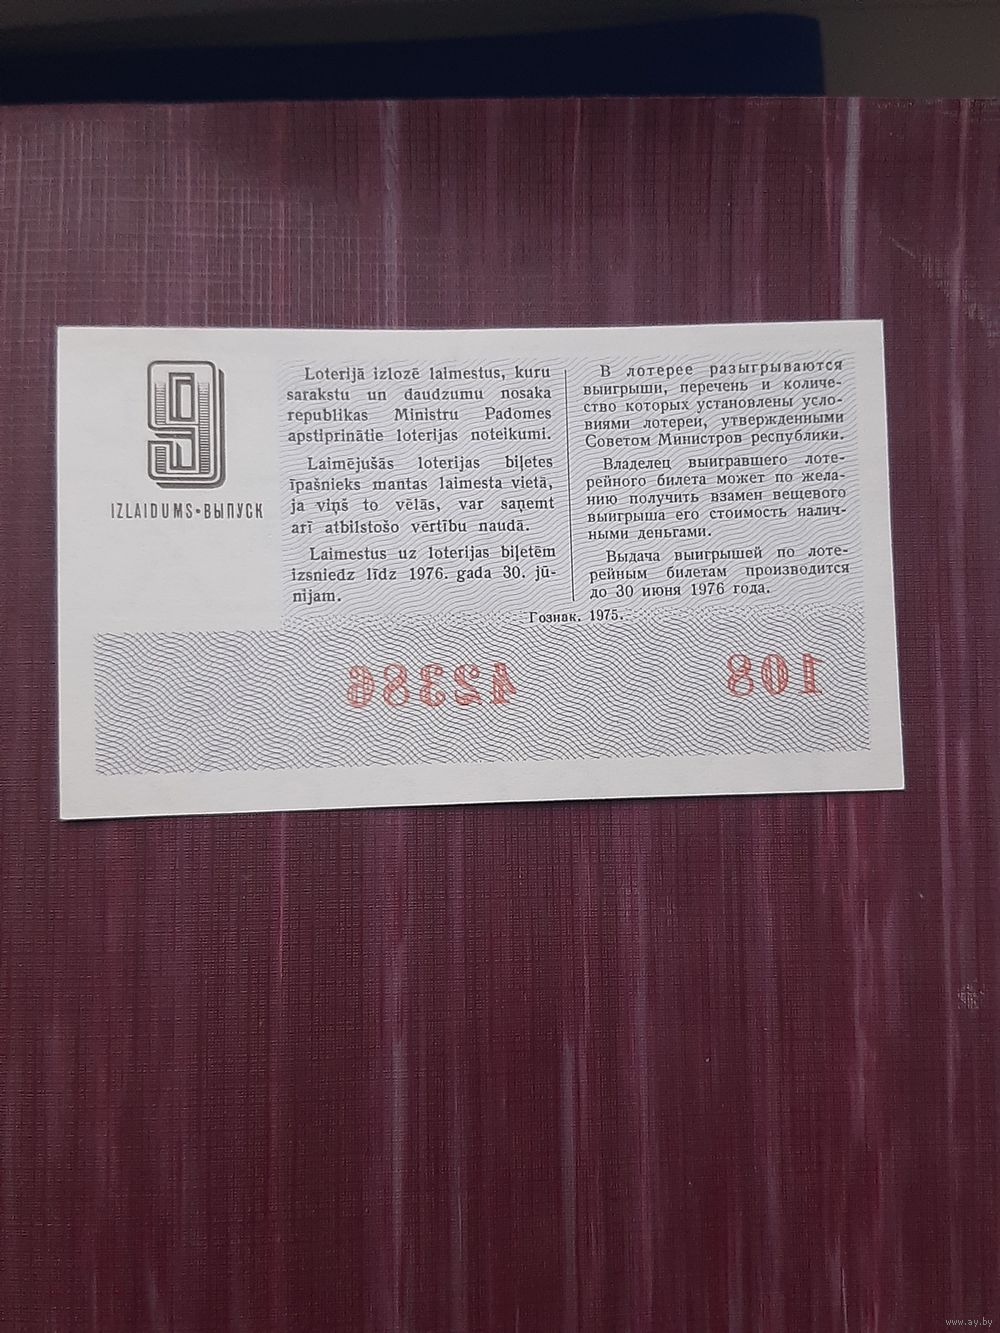 9
IZLAIDUMS•ВЫПУСК
Loterijā izlozē laimestus, kuru
sarakstu un daudzumu nosaka
republikas Ministru Padomes
apstiprinātie loterijas noteikumi.
Laimējušās loterijas biļetes
īpašnieks mantas laimesta vietā,
ja viņš to vēlās, var saņemt
arī atbilstošo vērtību naudā.
Laimestus uz loterijas biļetēm
izsniedz līdz 1976. gada 30. jū-
nijam.
В лотерее разыгрываются
выигрыши, перечень и количе-
ство которых установлены усло-
виями лотереи, утвержденными
Советом Министров республики.
Владелец выигравшего лоте-
рейного билета может по жела-
нию получить взамен вещевого
выигрыша его стоимость налич-
ными деньгами.
Выдача выигрышей по лоте-
рейным билетам производится
до 30 июня 1976 года.
Гознак. 1975.
42386
108
www.ay.by